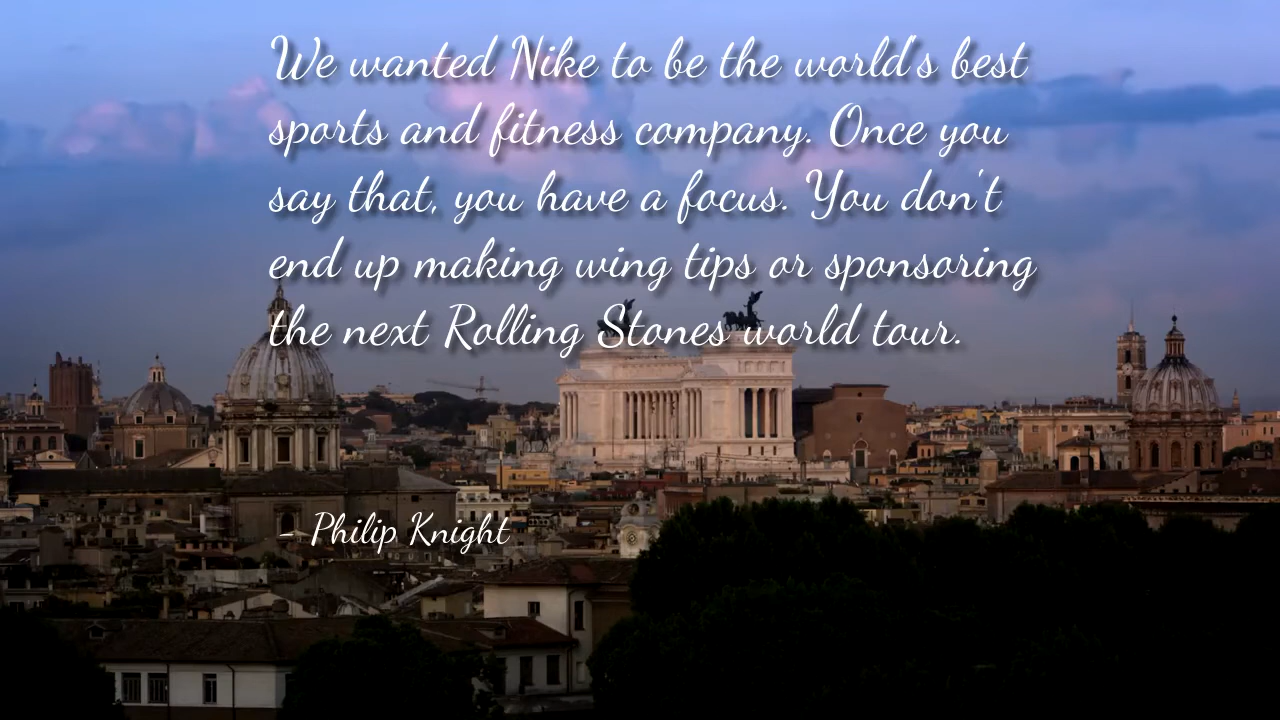 We wanted Nike to be the world's best
sports and fitness company. Once you
say that, you have a focus. You don't
end up making wing tips or sponsoring
the next Rolling Stones world tour.
- Philip Knight